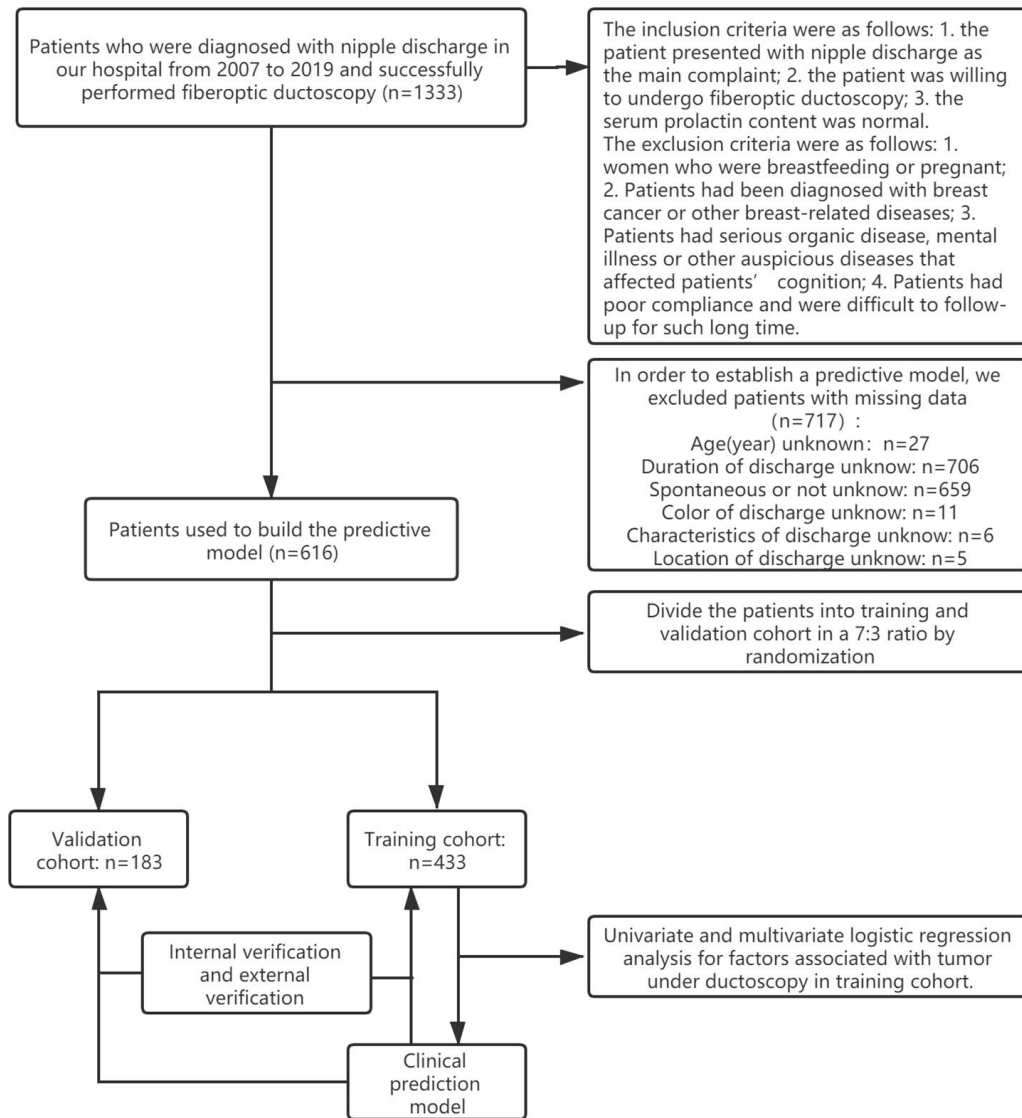 Patients who were diagnosed with nipple discharge in
our hospital from 2007 to 2019 and successfully
performed fiberoptic ductoscopy (n=1333)
The inclusion criteria were as follows: 1. the
patient presented with nipple discharge as
the main complaint; 2. the patient was willing
to undergo fiberoptic ductoscopy; 3. the
serum prolactin content was normal.
The exclusion criteria were as follows: 1.
women who were breastfeeding or pregnant;
2. Patients had been diagnosed with breast
cancer or other breast-related diseases; 3.
Patients had serious organic disease, mental
illness or other auspicious diseases that
affected patients’ cognition; 4. Patients had
poor compliance and were difficult to follow-
up for such long time.
In order to establish a predictive model, we
excluded patients with missing data
(n=717) :
Age(year) unknown: n=27
Duration of discharge unknow: n=706
Spontaneous or not unknow: n=659
Color of discharge unknow: n=11
Characteristics of discharge unknow: n=6
Location of discharge unknow: n=5
Patients used to build the predictive
model (n=616)
Divide the patients into training and
validation cohort in a 7:3 ratio by
randomization
Validation
cohort: n=183
Training cohort:
n=433
Internal verification
and external
verification
Univariate and multivariate logistic regression
analysis for factors associated with tumor
under ductoscopy in training cohort.
Clinical
prediction
model